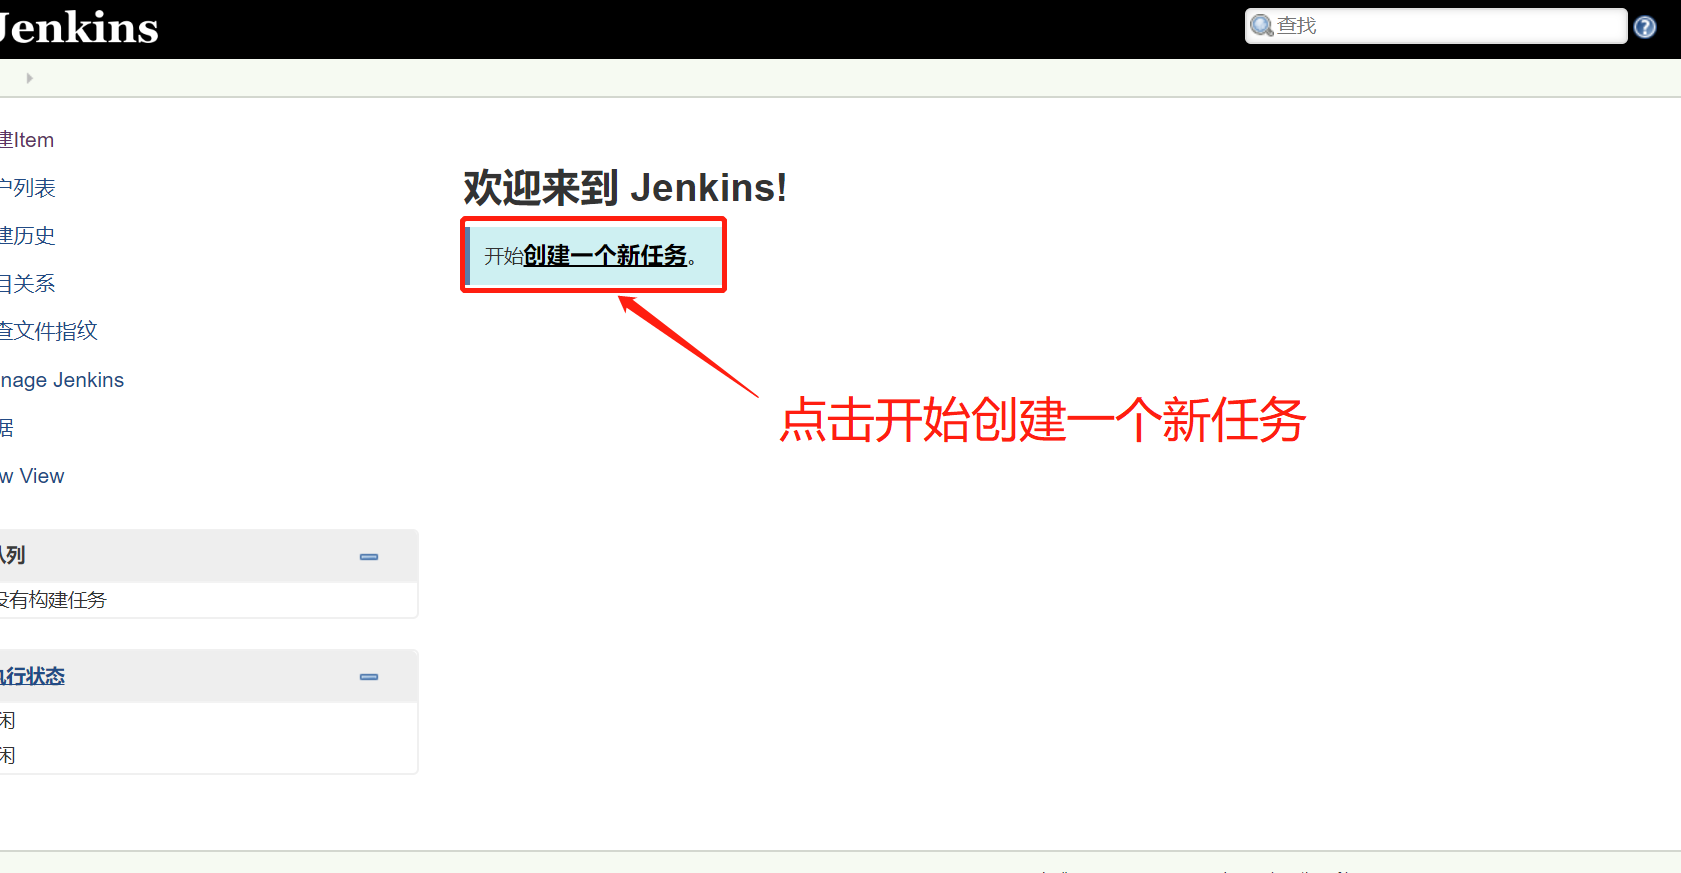 Jenkins
查找
建Item
户列表
建历史
目关系
查文件指纹
nage Jenkins
据
w View
欢迎来到 Jenkins!
开始创建一个新任务。
点击开始创建一个新任务
队列
没有构建任务
执行状态
闲
闲